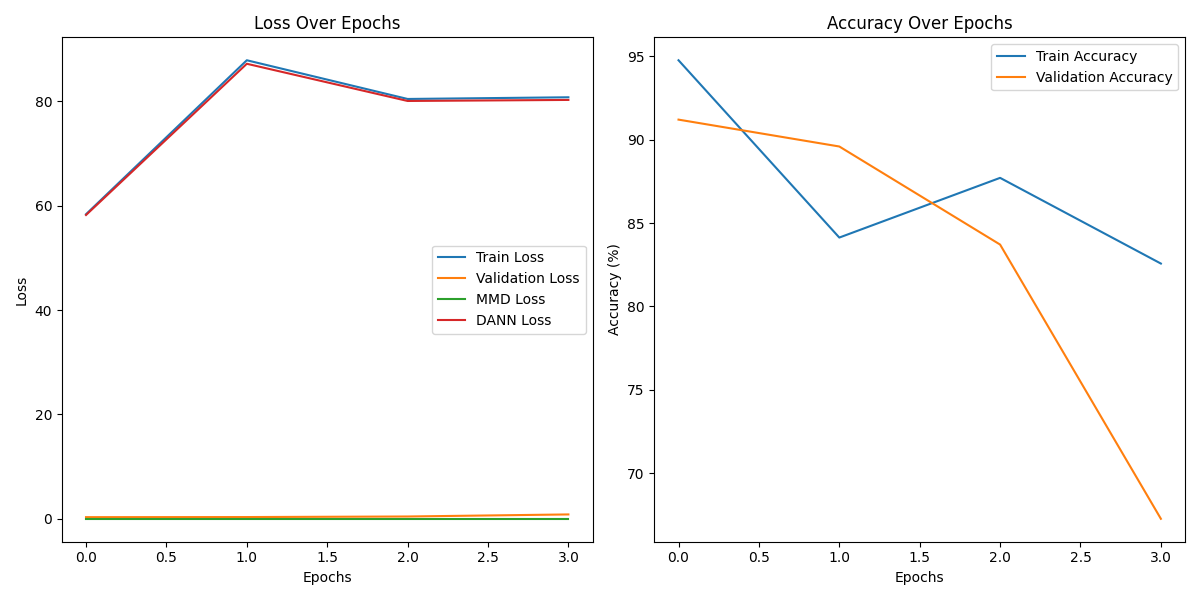 Loss Over Epochs
Loss
80
60
40
20
0
0.0 0.5 1.0 1.5 2.0 2.5 3.0
Epochs
Train Loss
Validation Loss
MMD Loss
DANN Loss
Accuracy Over Epochs
Accuracy (%)
95
90
85
80
75
70
0.0 0.5 1.0 1.5 2.0 2.5 3.0
Epochs
Train Accuracy
Validation Accuracy